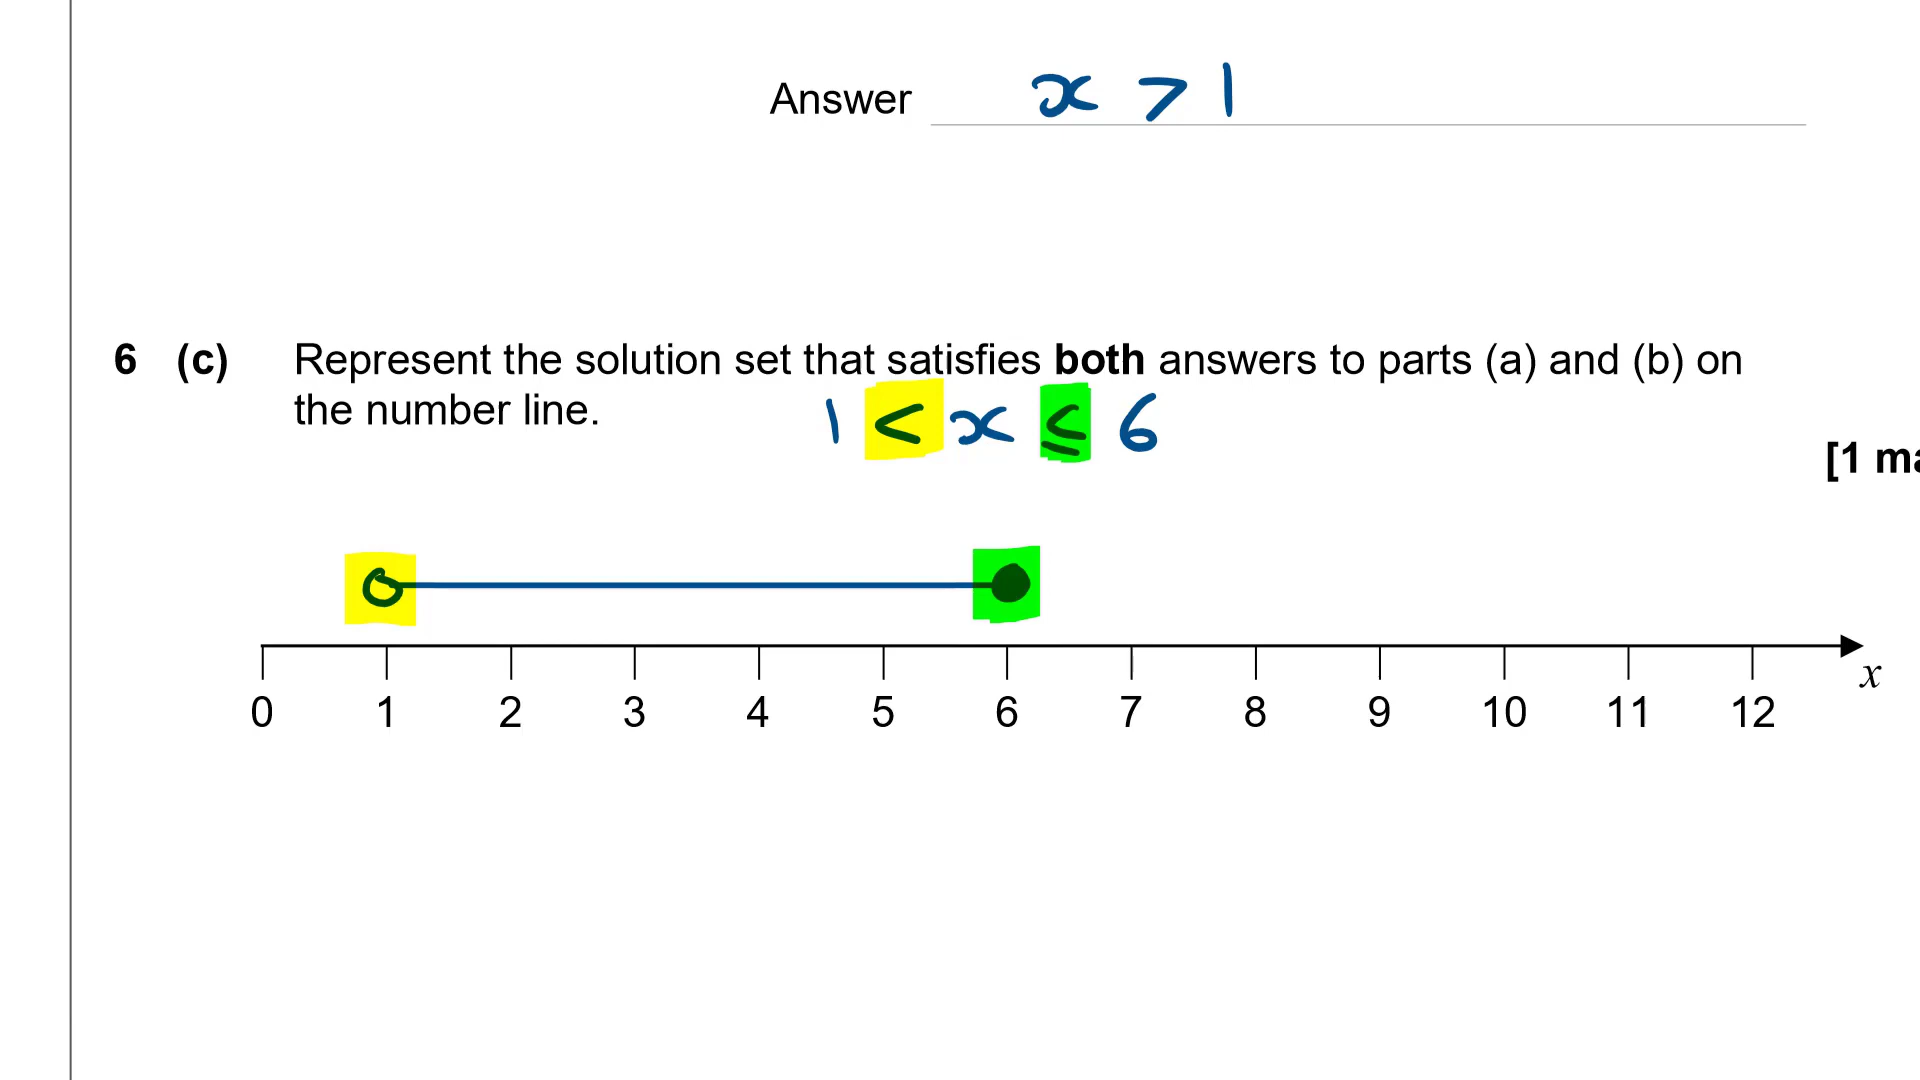 Answer x > 1
6 (c) Represent the solution set that satisfies both answers to parts (a) and (b) on
the number line. 1 < x ≤ 6
[1 ma
x
0 1 2 3 4 5 6 7 8 9 10 11 12